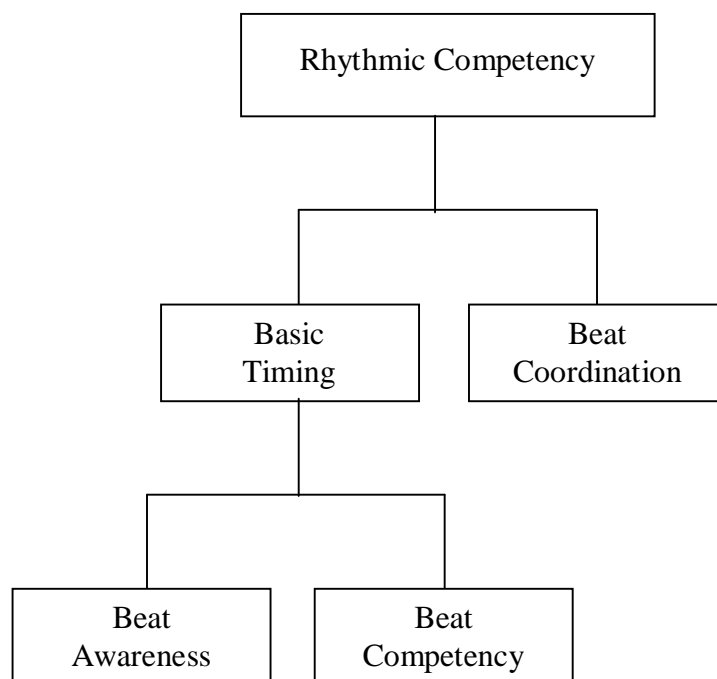 Rhythmic Competency
Basic
Timing
Beat
Coordination
Beat
Awareness
Beat
Competency